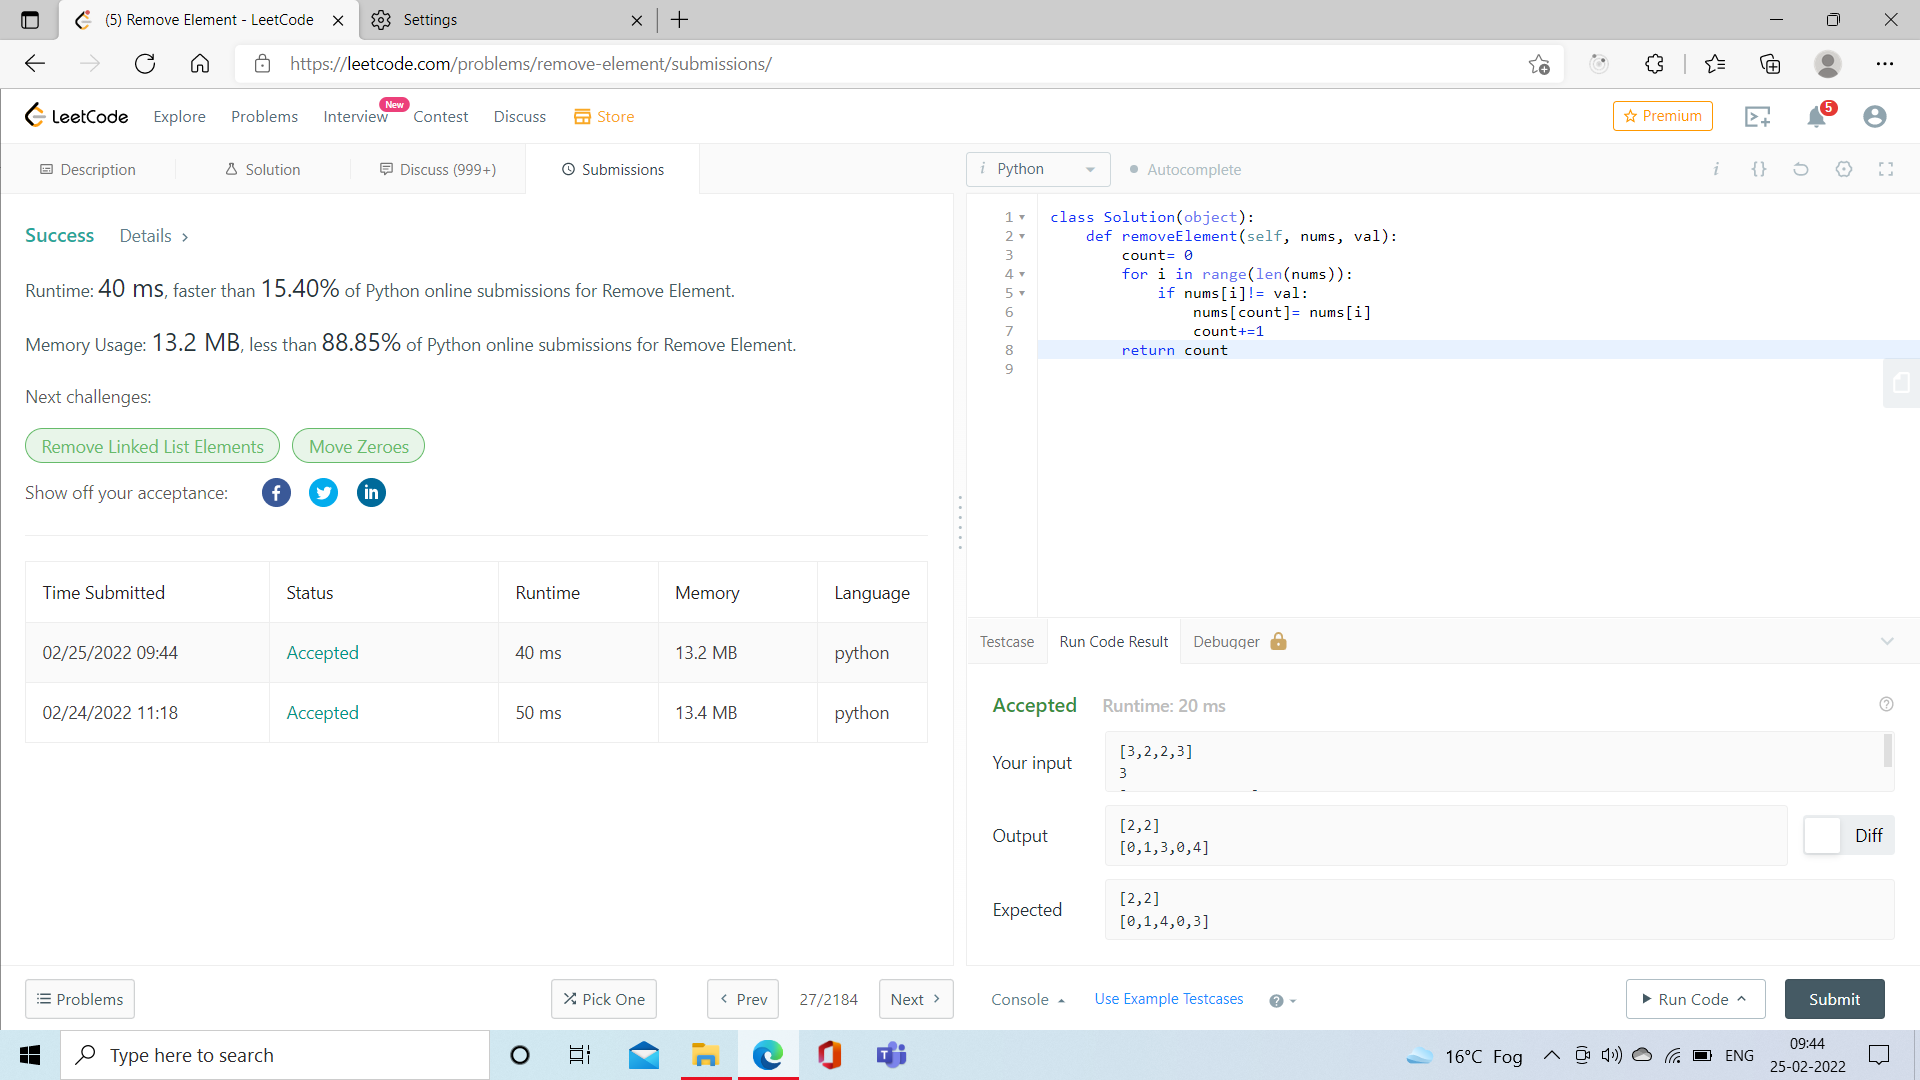 (5) Remove Element - LeetCode
Settings
https://leetcode.com/problems/remove-element/submissions/
LeetCode
Explore
Problems
Interview
New
Contest
Discuss
Store
Premium
5
Description
Solution
Discuss (999+)
Submissions
i Python
Autocomplete
Success
Details
Runtime: 40 ms, faster than 15.40% of Python online submissions for Remove Element.
Memory Usage: 13.2 MB, less than 88.85% of Python online submissions for Remove Element.
Next challenges:
Remove Linked List Elements
Move Zeroes
Show off your acceptance:
Time Submitted Status Runtime Memory Language
02/25/2022 09:44 Accepted 40 ms 13.2 MB python
02/24/2022 11:18 Accepted 50 ms 13.4 MB python
1 class Solution(object):
2 def removeElement(self, nums, val):
3 count= 0
4 for i in range(len(nums)):
5 if nums[i]!= val:
6 nums[count]= nums[i]
7 count+=1
8 return count
9
Testcase
Run Code Result
Debugger
Accepted
Runtime: 20 ms
Your input
[3,2,2,3]
3
Output
[2,2]
[0,1,3,0,4]
Diff
Expected
[2,2]
[0,1,4,0,3]
Problems
Pick One
Prev
27/2184
Next
Console
Use Example Testcases
Run Code
Submit
Type here to search
16°C Fog
ENG
09:44
25-02-2022